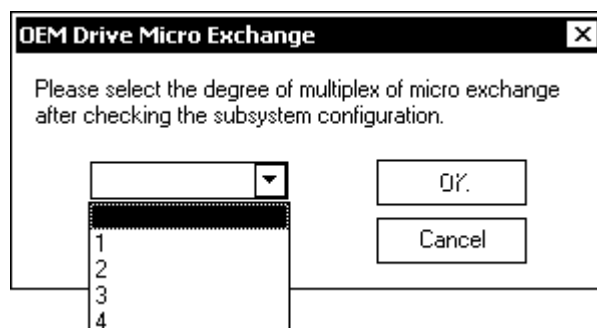 OEM Drive Micro Exchange
Please select the degree of multiplex of micro exchange
after checking the subsystem configuration.
OK
Cancel
1
2
3
4